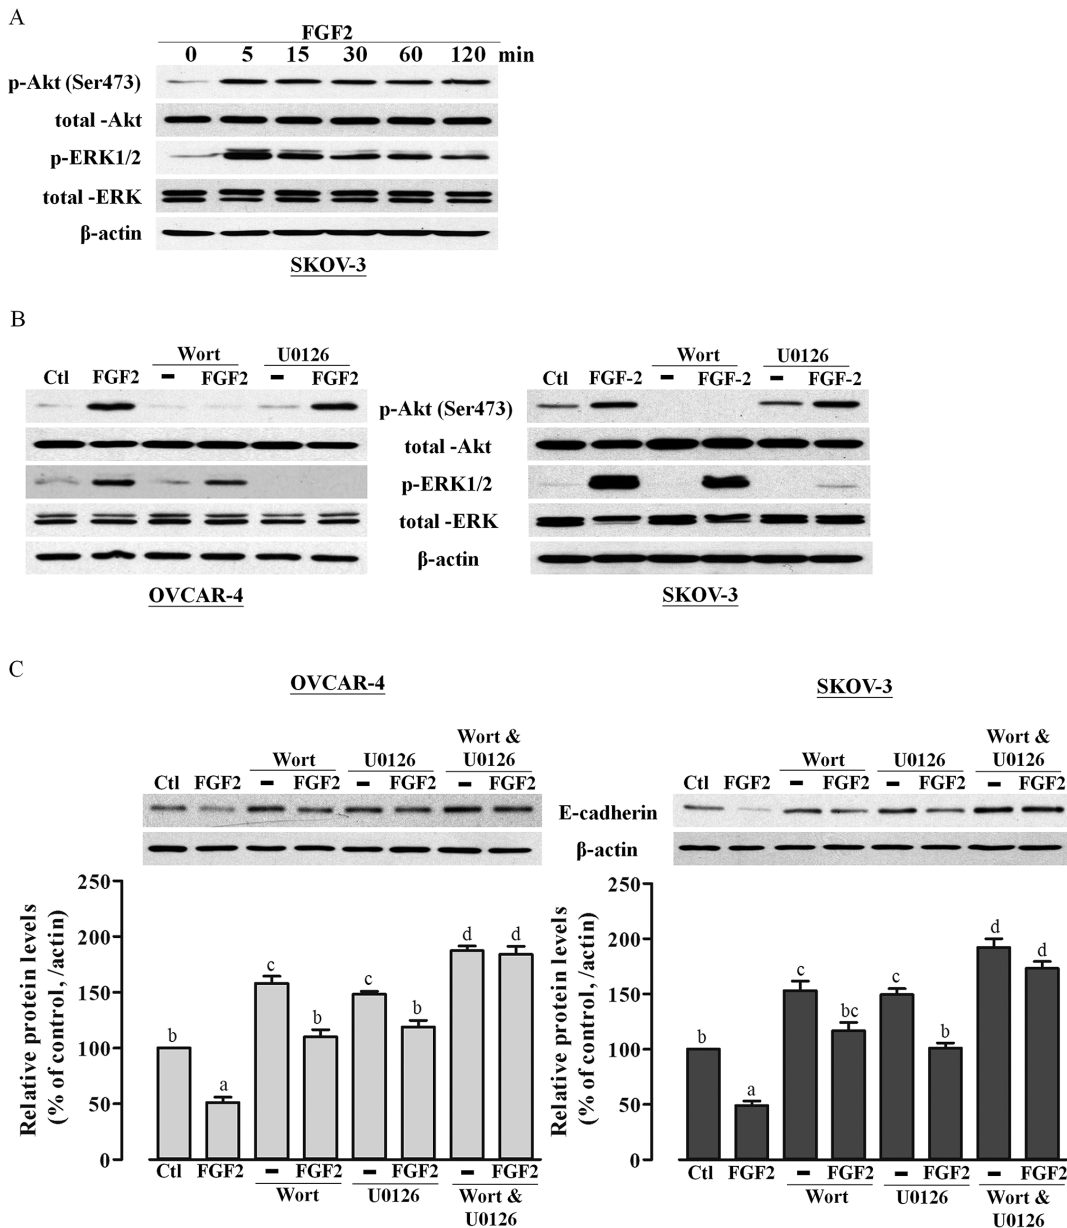 A
FGF2
0 5 15 30 60 120 min
p-Akt (Ser473)
total -Akt
p-ERK1/2
total -ERK
β-actin
SKOV-3
B
Wort U0126
Ctl FGF2 – FGF2 – FGF2
Wort U0126
Ctl FGF-2 – FGF-2 – FGF-2
p-Akt (Ser473)
total -Akt
p-ERK1/2
total -ERK
β-actin
OVCAR-4
SKOV-3
C
OVCAR-4
Wort & U0126
Wort U0126
Ctl FGF2 – FGF2 – FGF2 – FGF2
SKOV-3
Wort & U0126
Wort U0126
Ctl FGF2 – FGF2 – FGF2 – FGF2
E-cadherin
β-actin
Relative protein levels
(% of control, /actin)
250
200
150
100
50
0
b a c b c b d d
Ctl FGF2 – FGF2 – FGF2 – FGF2
Wort U0126 Wort &
U0126
Relative protein levels
(% of control, /actin)
250
200
150
100
50
0
b a c bc c b d d
Ctl FGF2 – FGF2 – FGF2 – FGF2
Wort U0126 Wort &
U0126